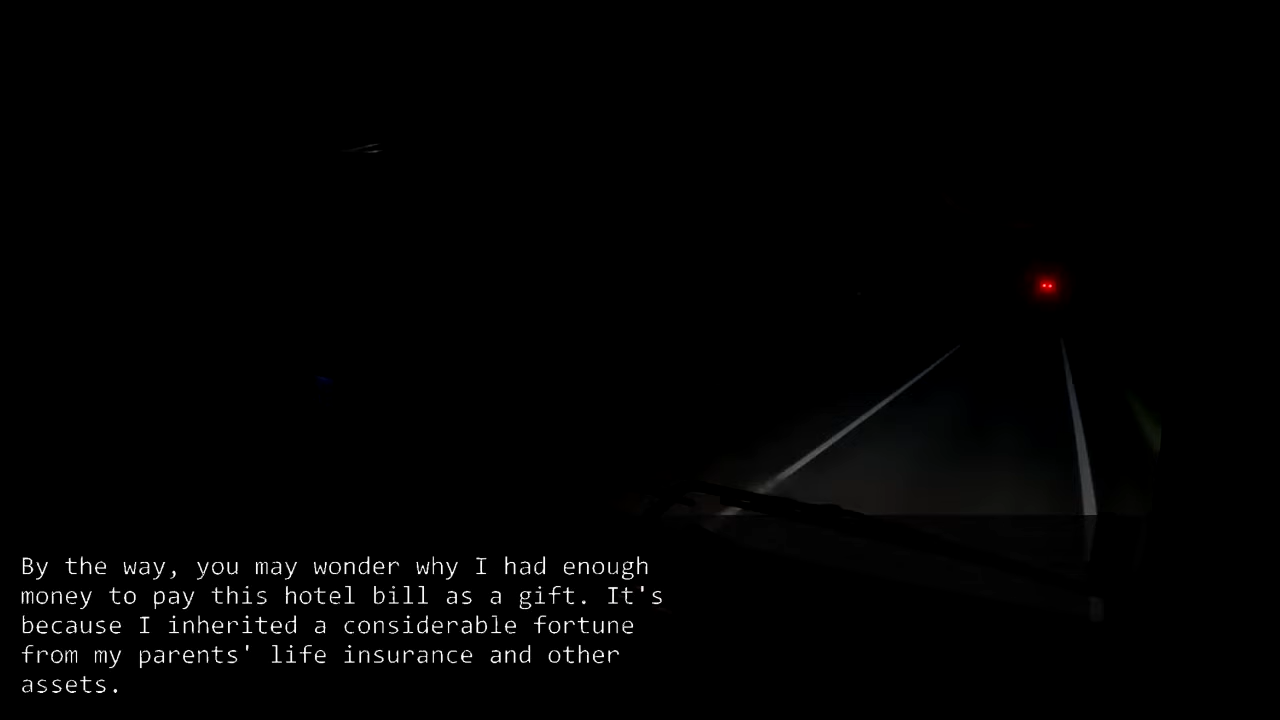 By the way, you may wonder why I had enough
money to pay this hotel bill as a gift. It's
because I inherited a considerable fortune
from my parents' life insurance and other
assets.